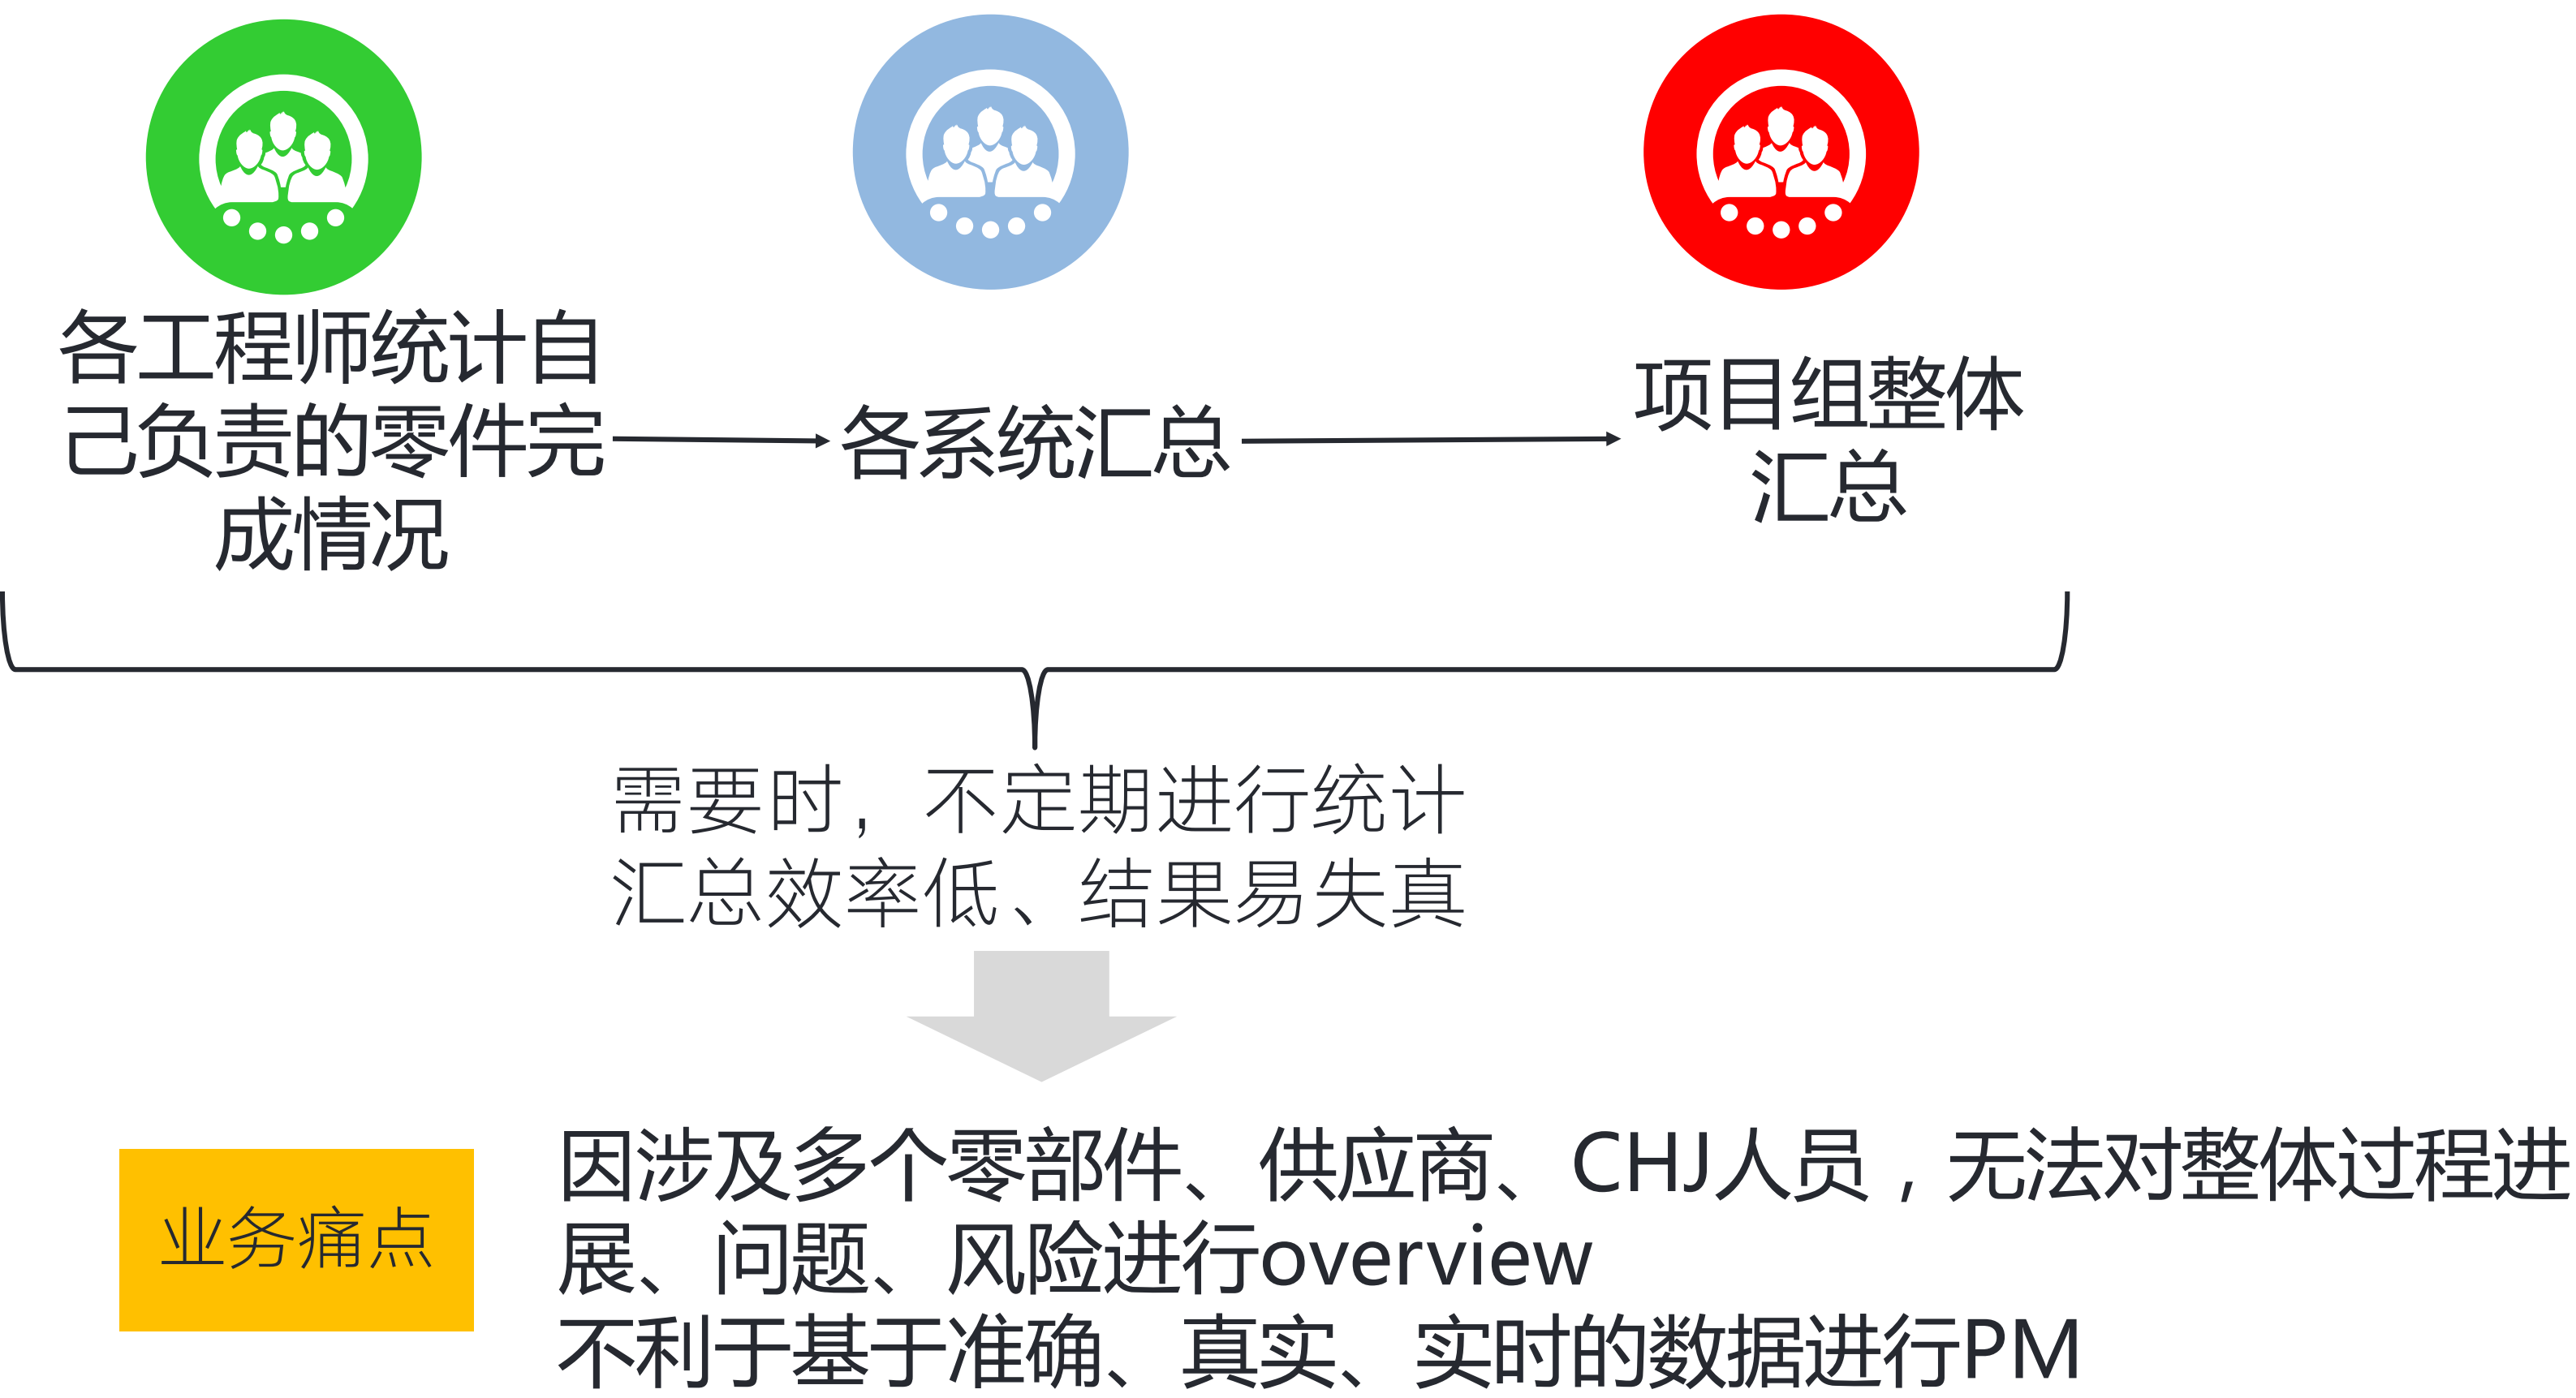 各工程师统计自
己负责的零件完
成情况
各系统汇总
项目组整体
汇总
需要时，不定期进行统计
汇总效率低、结果易失真
业务痛点
因涉及多个零部件、供应商、CHJ人员，无法对整体过程进
展、问题、风险进行overview
不利于基于准确、真实、实时的数据进行PM